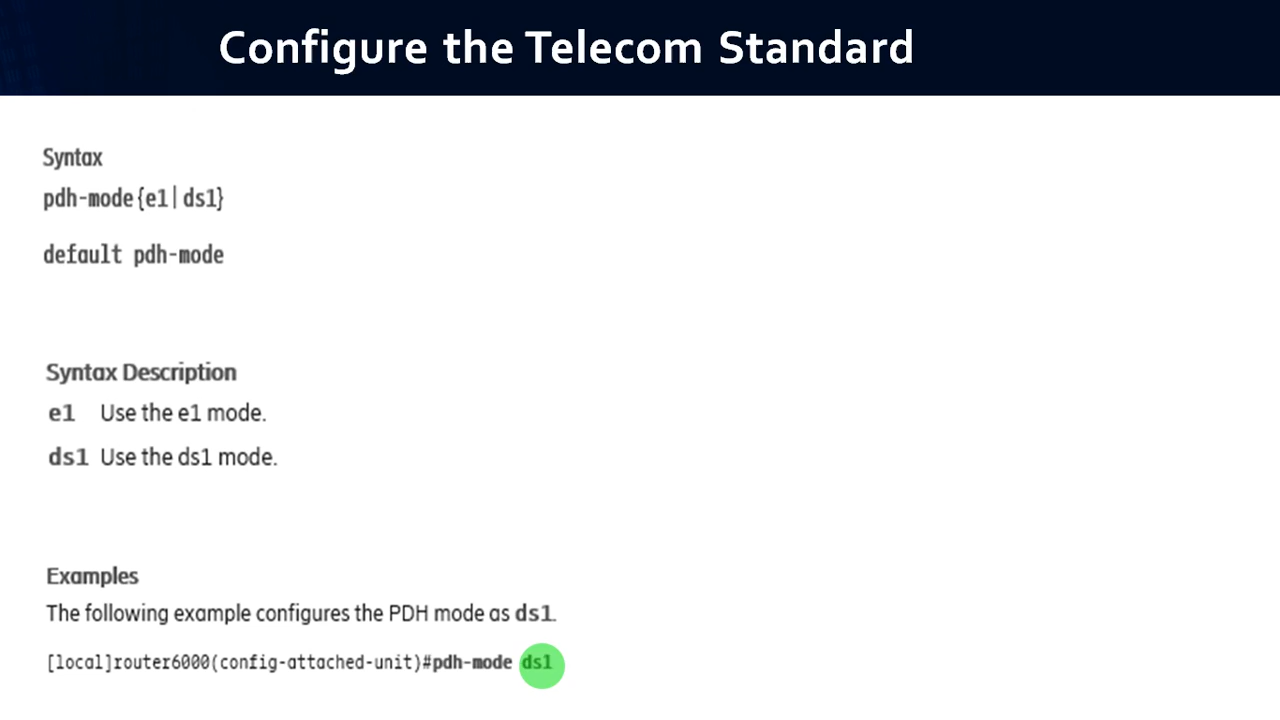 Configure the Telecom Standard
Syntax
pdh-mode{e1|ds1}
default pdh-mode
Syntax Description
e1 Use the e1 mode.
ds1 Use the ds1 mode.
Examples
The following example configures the PDH mode as ds1.
[local]router6000(config-attached-unit)#pdh-mode ds1